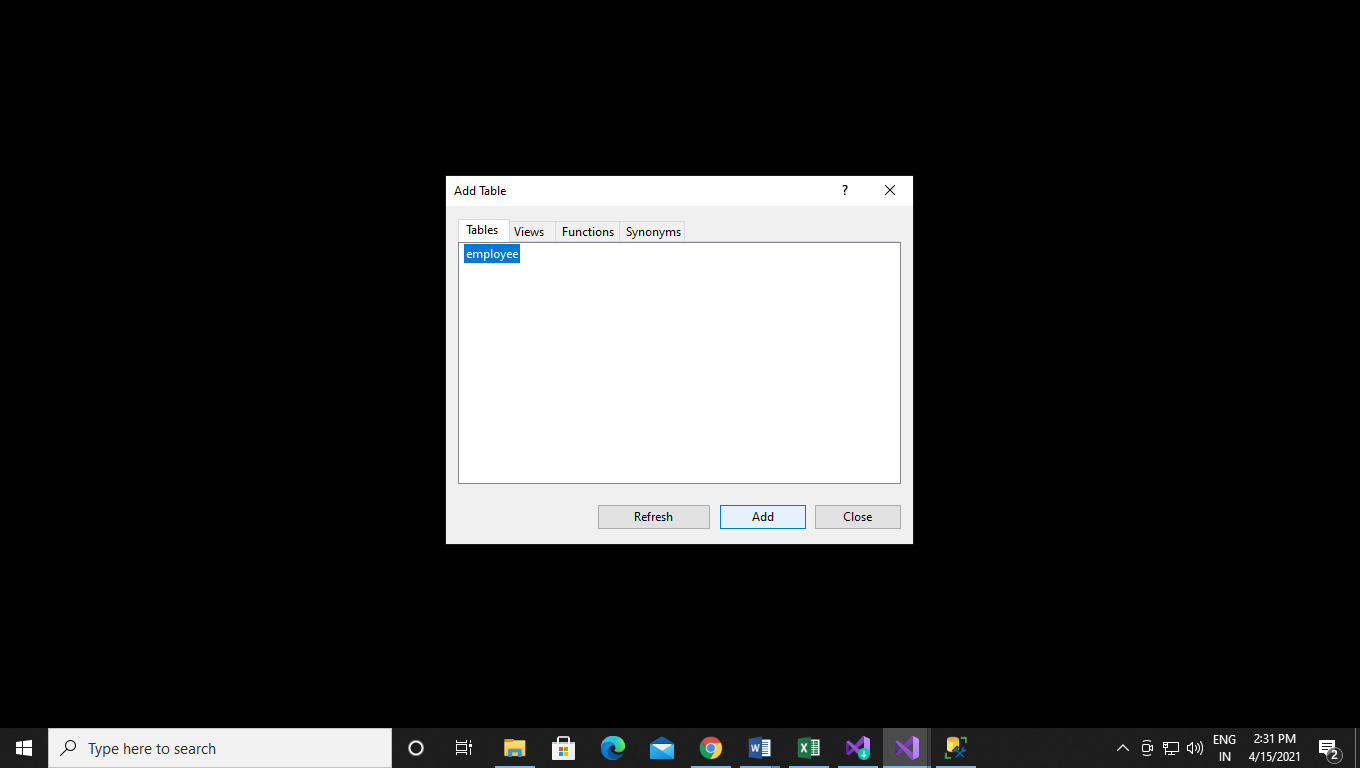 Add Table
?
Tables Views Functions Synonyms
employee
Refresh Add Close
Type here to search
ENG
IN
2:31 PM
4/15/2021
2